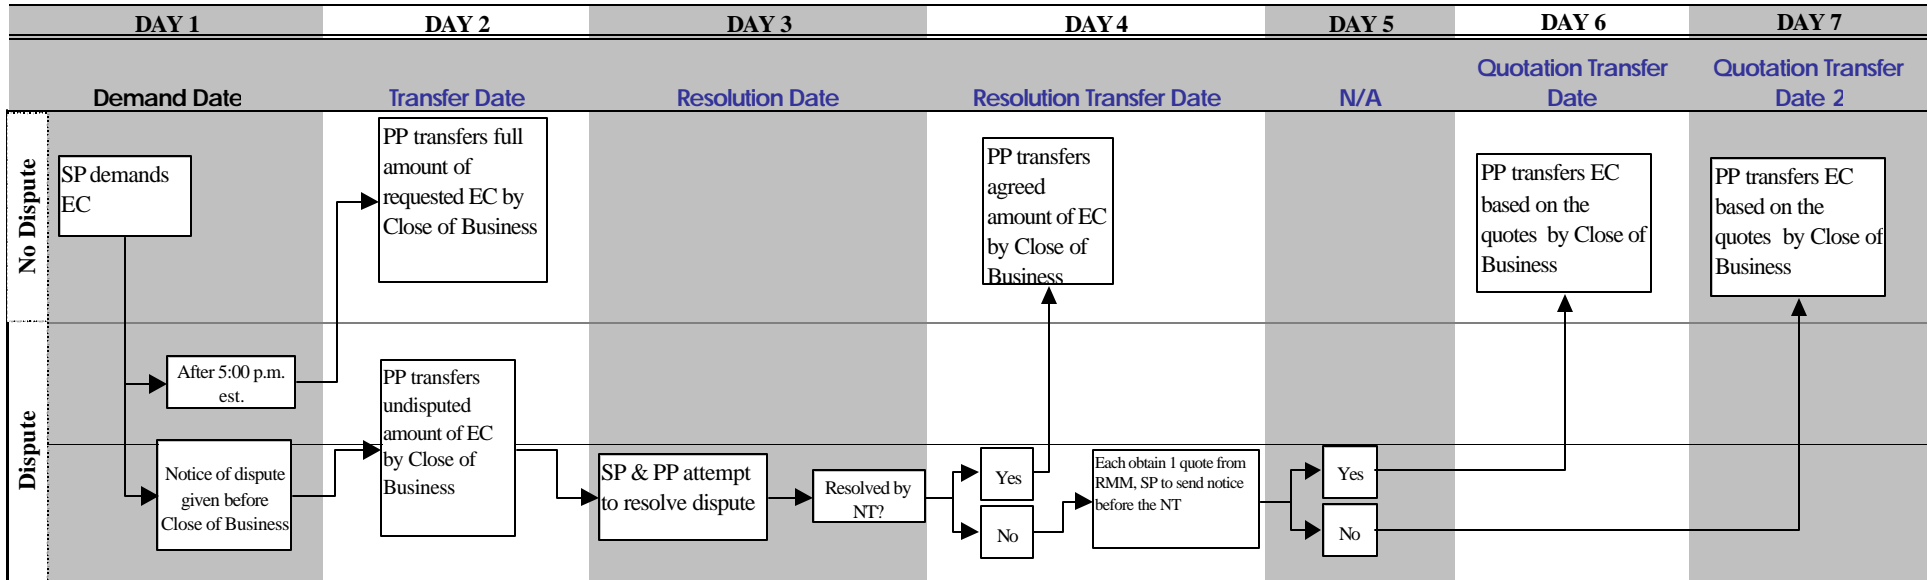 DAY 1
DAY 2
DAY 3
DAY 4
DAY 5
DAY 6
DAY 7
Demand Date
Transfer Date
Resolution Date
Resolution Transfer Date
N/A
Quotation Transfer
Date
Quotation Transfer
Date 2
No Dispute
SP demands
EC
PP transfers full
amount of
requested EC by
Close of Business
PP transfers
agreed
amount of EC
by Close of
Business
PP transfers EC
based on the
quotes by Close of
Business
PP transfers EC
based on the
quotes by Close of
Business
Dispute
After 5:00 p.m.
est.
Notice of dispute
given before
Close of Business
PP transfers
undisputed
amount of EC
by Close of
Business
SP & PP attempt
to resolve dispute
Resolved by
NT?
Yes
No
Each obtain 1 quote from
RMM, SP to send notice
before the NT
Yes
No